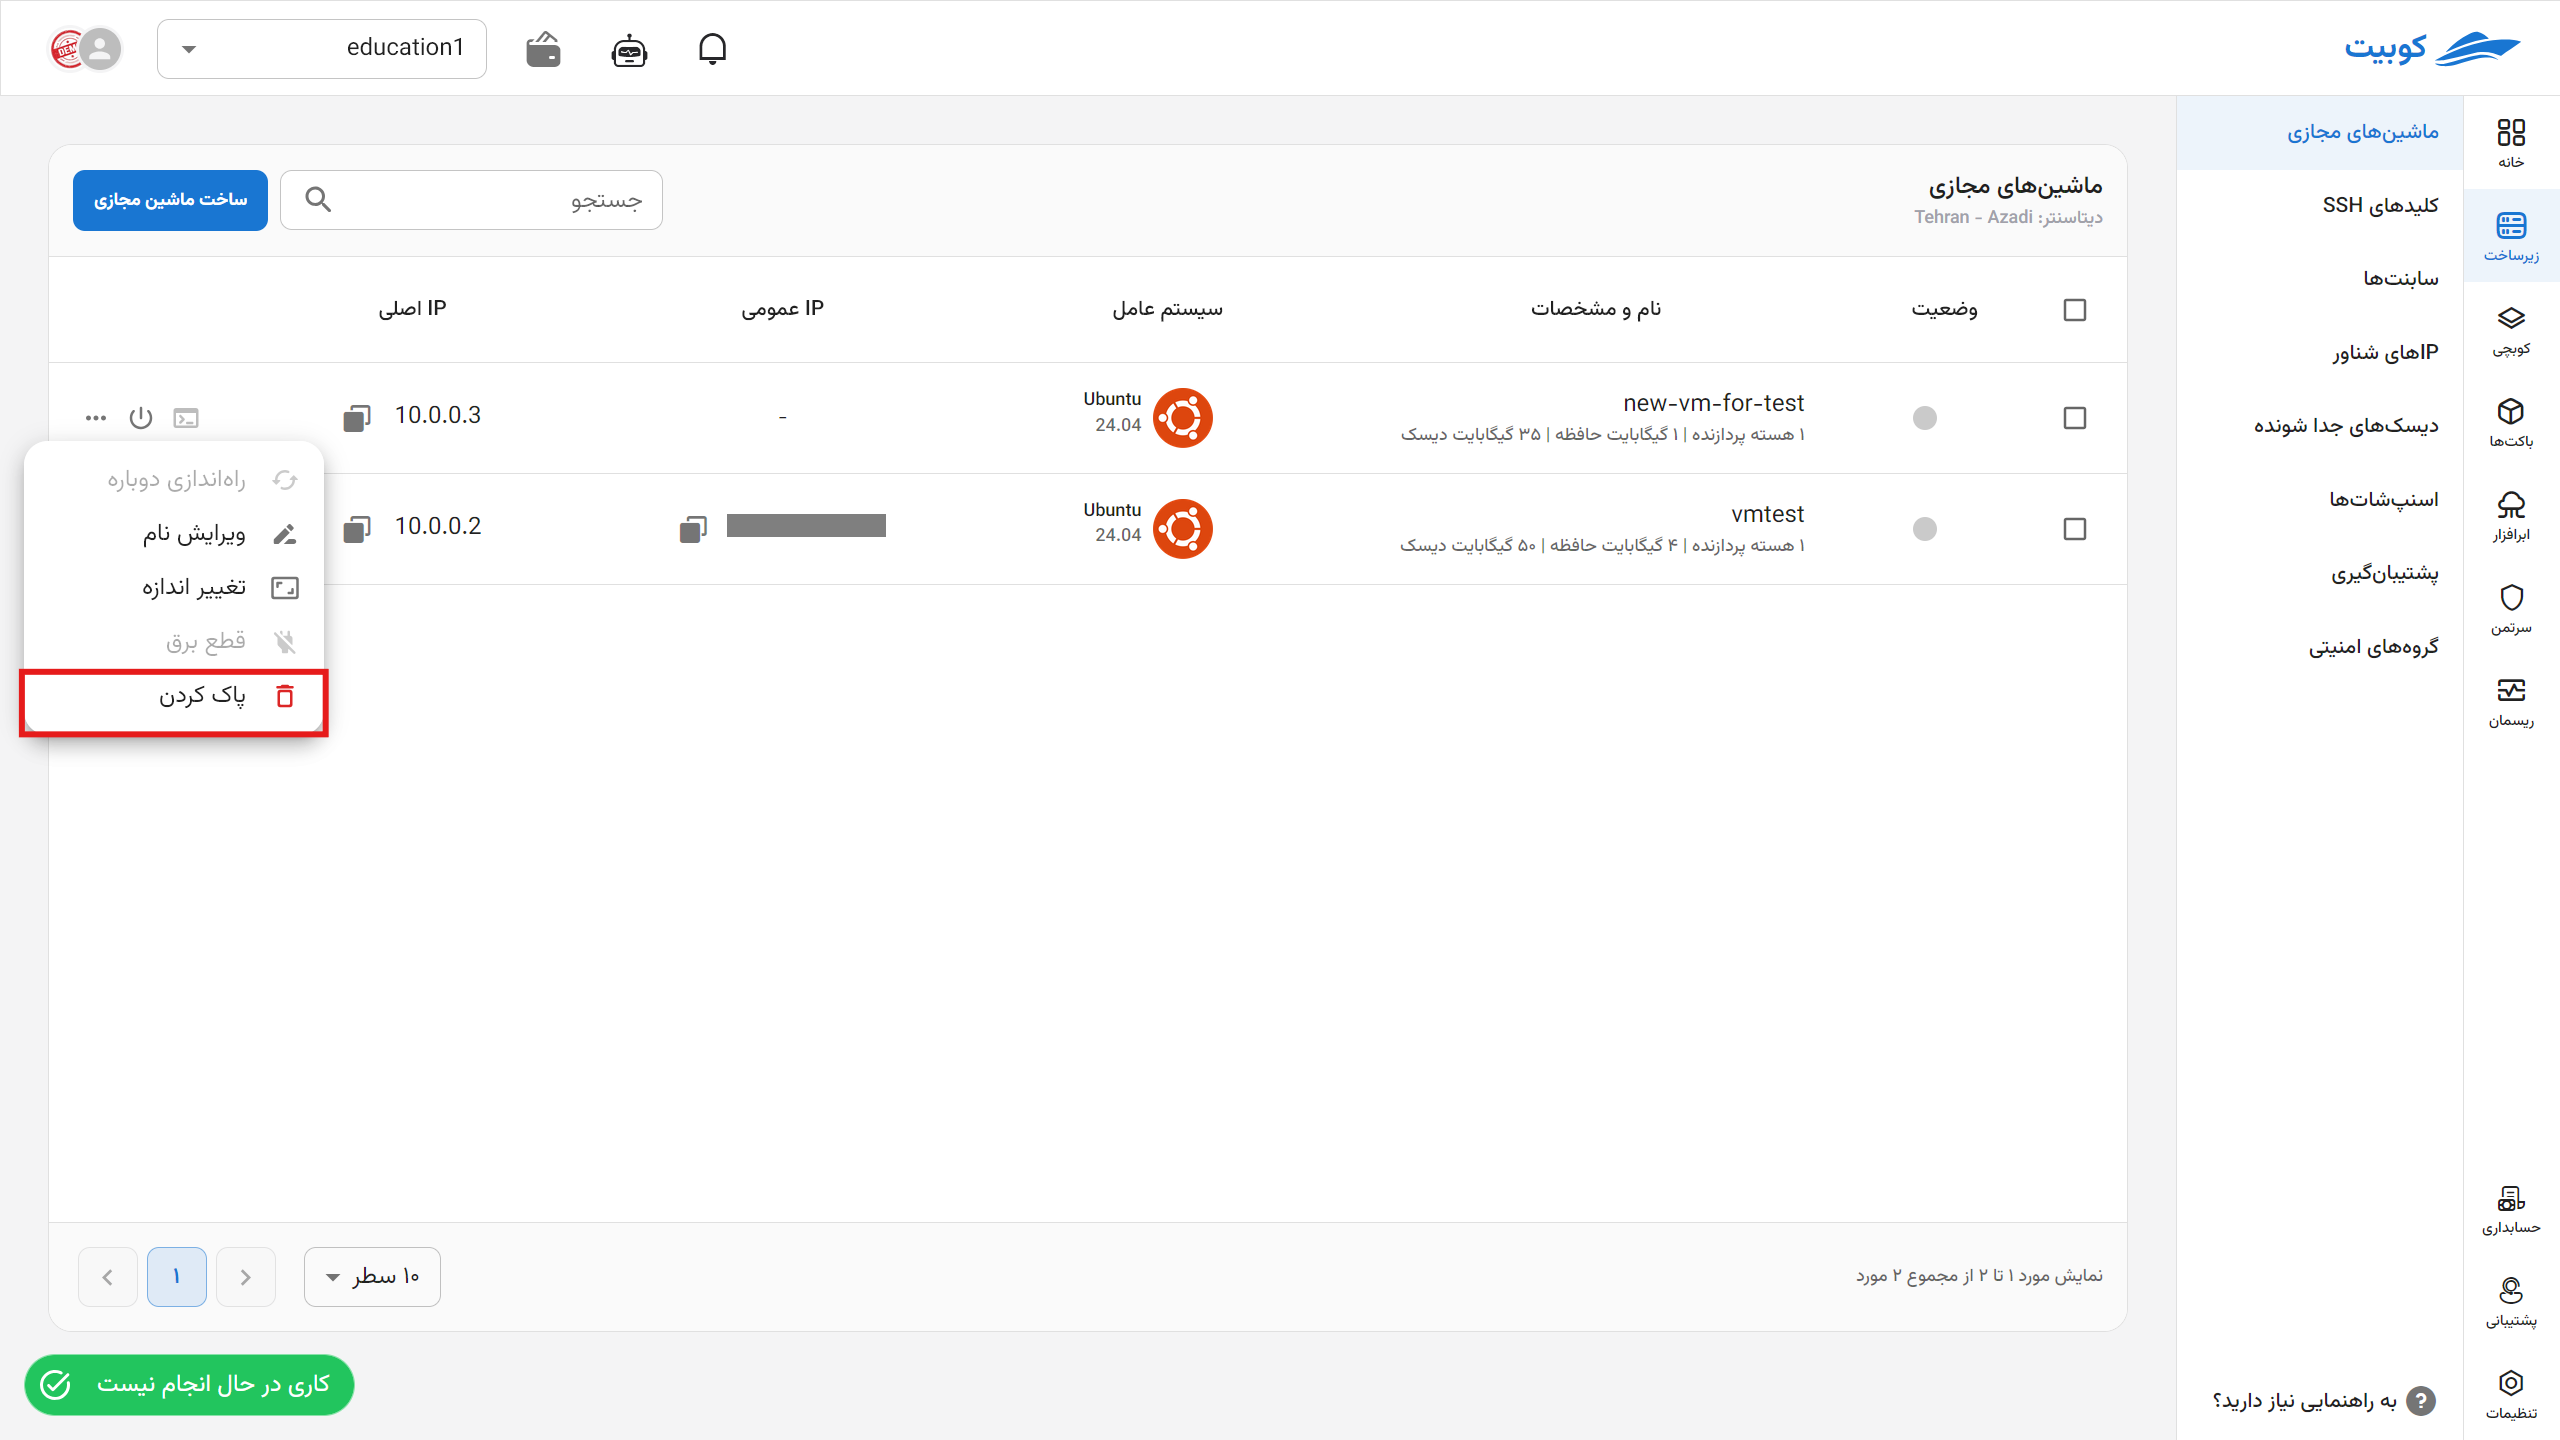 کوبیت
education1
DEMO
خانه
زیرساخت
کوبچی
باکت‌ها
ابرافزار
سرتمن
ریسمان
حسابداری
پشتیبانی
تنظیمات
ماشین‌های مجازی
کلیدهای SSH
سابنت‌ها
IPهای شناور
دیسک‌های جدا شونده
اسنپ‌شات‌ها
پشتیبان‌گیری
گروه‌های امنیتی
به راهنمایی نیاز دارید؟
ماشین‌های مجازی
دیتاسنتر: Tehran - Azadi
جستجو
ساخت ماشین مجازی
وضعیت
نام و مشخصات
سیستم عامل
IP عمومی
IP اصلی
new-vm-for-test
۱ هسته پردازنده | ۱ گیگابایت حافظه | ۳۵ گیگابایت دیسک
Ubuntu
24.04
-
10.0.0.3
vmtest
۱ هسته پردازنده | ۴ گیگابایت حافظه | ۵۰ گیگابایت دیسک
Ubuntu
24.04
10.0.0.2
راه‌اندازی دوباره
ویرایش نام
تغییر اندازه
قطع برق
پاک کردن
نمایش مورد ۱ تا ۲ از مجموع ۲ مورد
۱۰ سطر
۱
کاری در حال انجام نیست